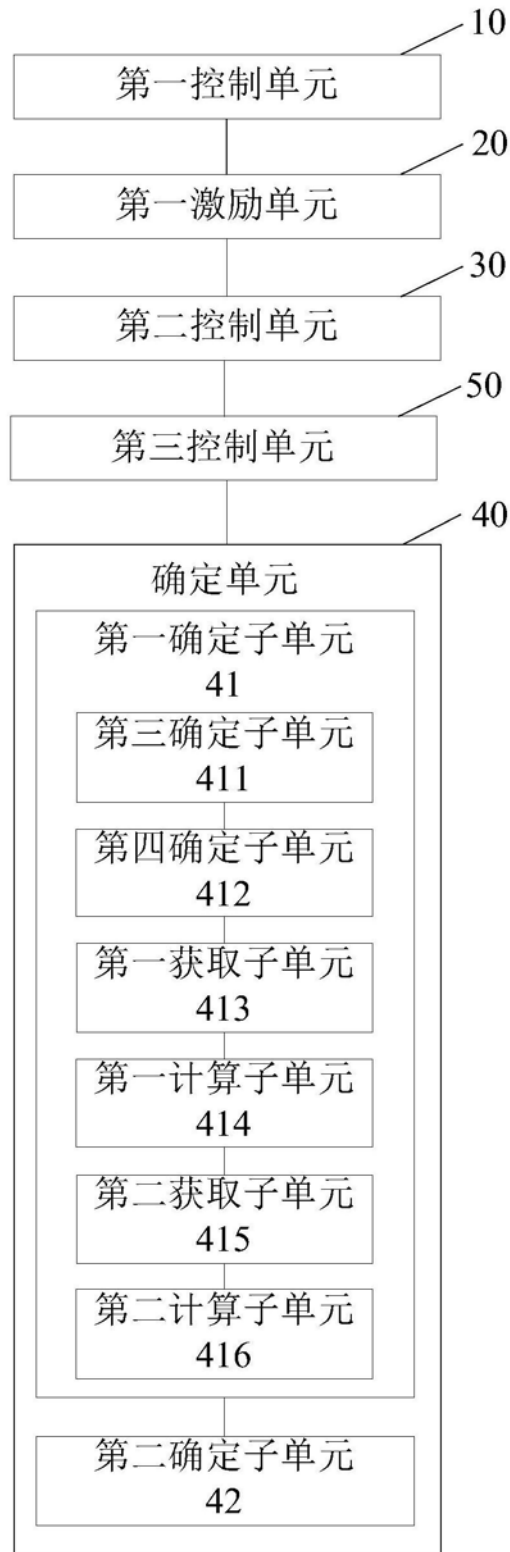 10
第一控制单元
20
第一激励单元
30
第二控制单元
50
第三控制单元
40
确定单元
第一确定子单元
41
第三确定子单元
411
第四确定子单元
412
第一获取子单元
413
第一计算子单元
414
第二获取子单元
415
第二计算子单元
416
第二确定子单元
42